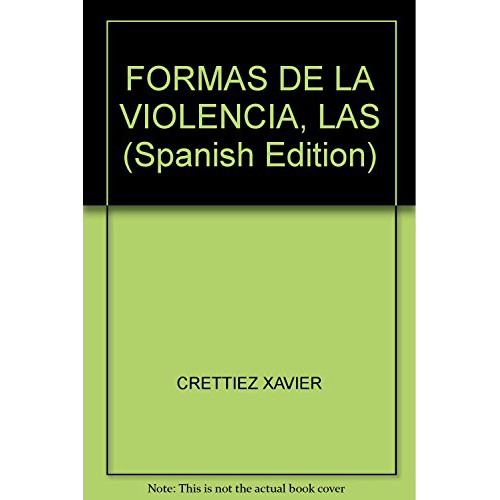 FORMAS DE LA
VIOLENCIA, LAS
(Spanish Edition)
CRETTIEZ XAVIER
Note: This is not the actual book cover